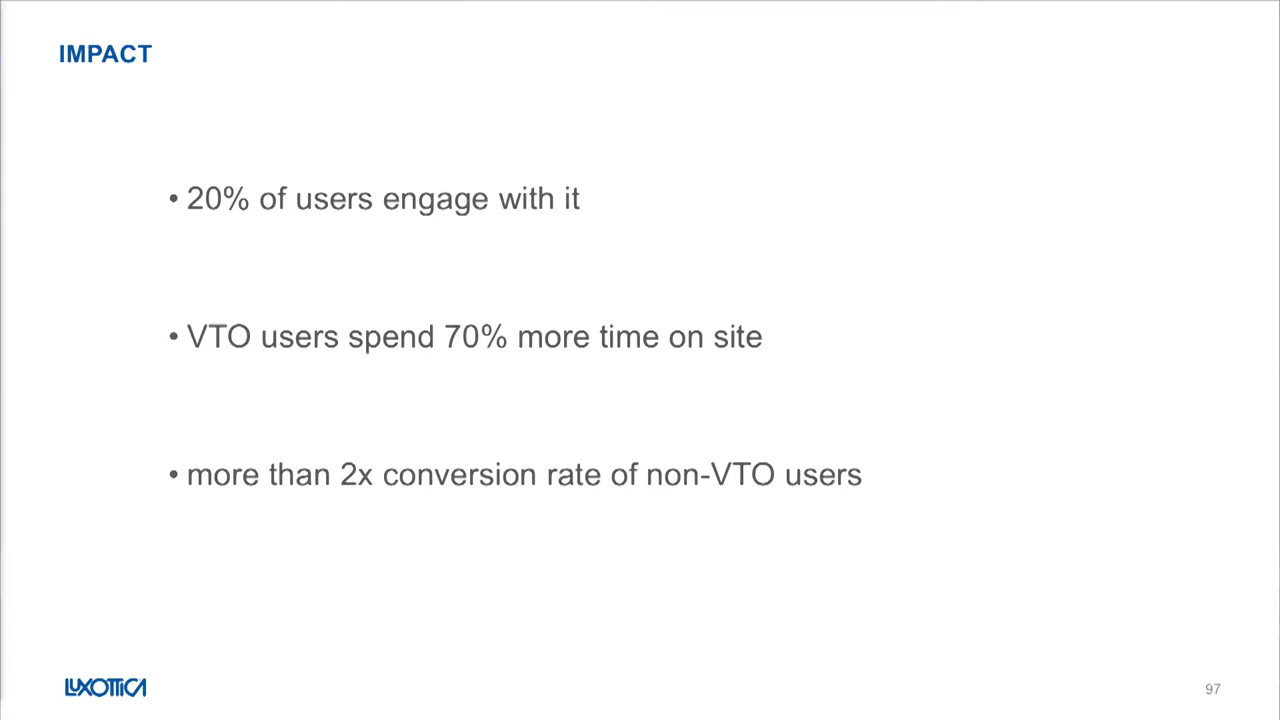 IMPACT
• 20% of users engage with it
• VTO users spend 70% more time on site
• more than 2x conversion rate of non-VTO users
LUXOTTICA
97